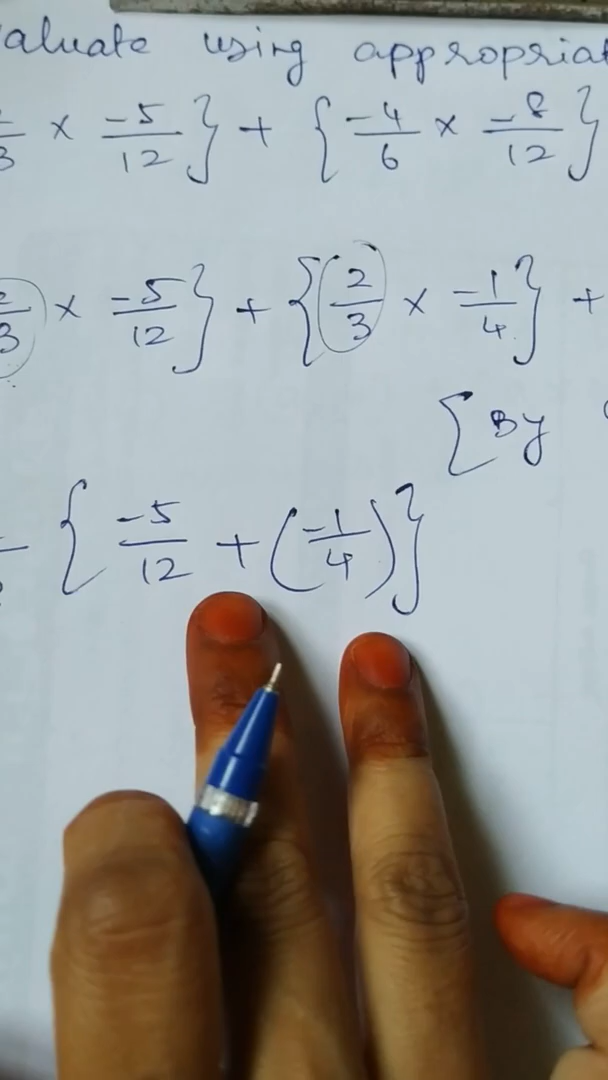 valuate using appropriat
/3 × -5/12 } + { -4/6 × -8/12 }
2/3 × -5/12 } + { (2/3) × -1/4 } +
[ By
{ -5/12 + (-1/4) }